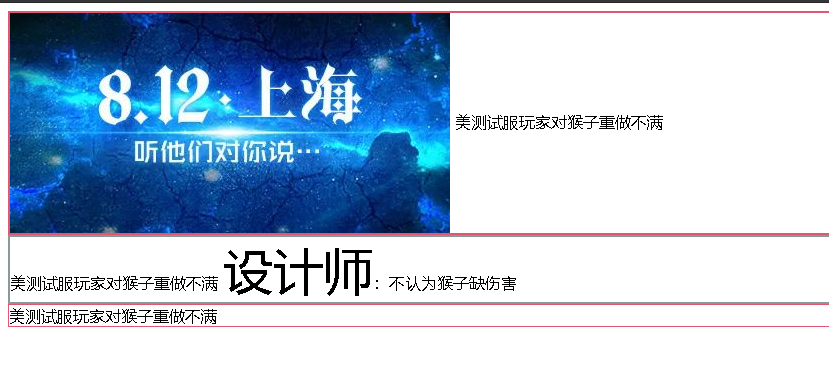 8.12·上海
听他们对你说…
美测试服玩家对猴子重做不满
美测试服玩家对猴子重做不满 设计师：不认为猴子缺伤害
美测试服玩家对猴子重做不满